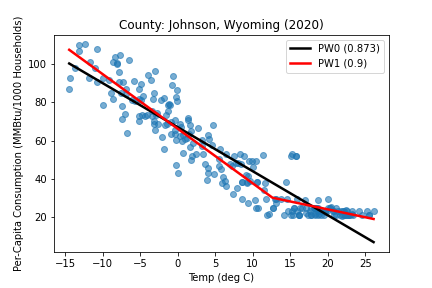 County: Johnson, Wyoming (2020)
Per-Capita Consumption (MMBtu/1000 Households)
100
80
60
40
20
PW0 (0.873)
PW1 (0.9)
−15 −10 −5 0 5 10 15 20 25
Temp (deg C)